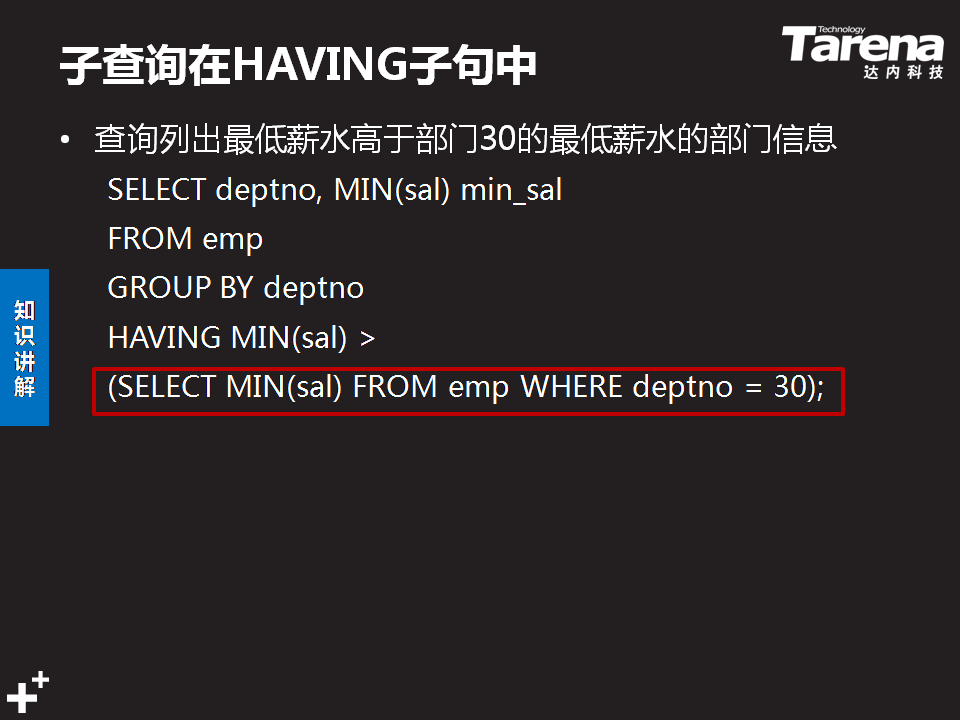 子查询在HAVING子句中
Technology
Tarena
达内科技
• 查询列出最低薪水高于部门30的最低薪水的部门信息
SELECT deptno, MIN(sal) min_sal
FROM emp
GROUP BY deptno
HAVING MIN(sal) >
(SELECT MIN(sal) FROM emp WHERE deptno = 30);
知识讲解